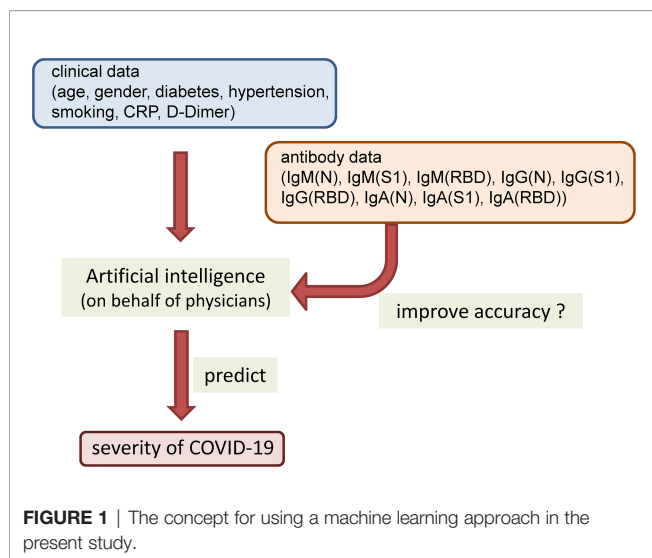 clinical data
(age, gender, diabetes, hypertension,
smoking, CRP, D-Dimer)
antibody data
(IgM(N), IgM(S1), IgM(RBD), IgG(N), IgG(S1),
IgG(RBD), IgA(N), IgA(S1), IgA(RBD))
Artificial intelligence
(on behalf of physicians)
improve accuracy ?
predict
severity of COVID-19
FIGURE 1 | The concept for using a machine learning approach in the
present study.